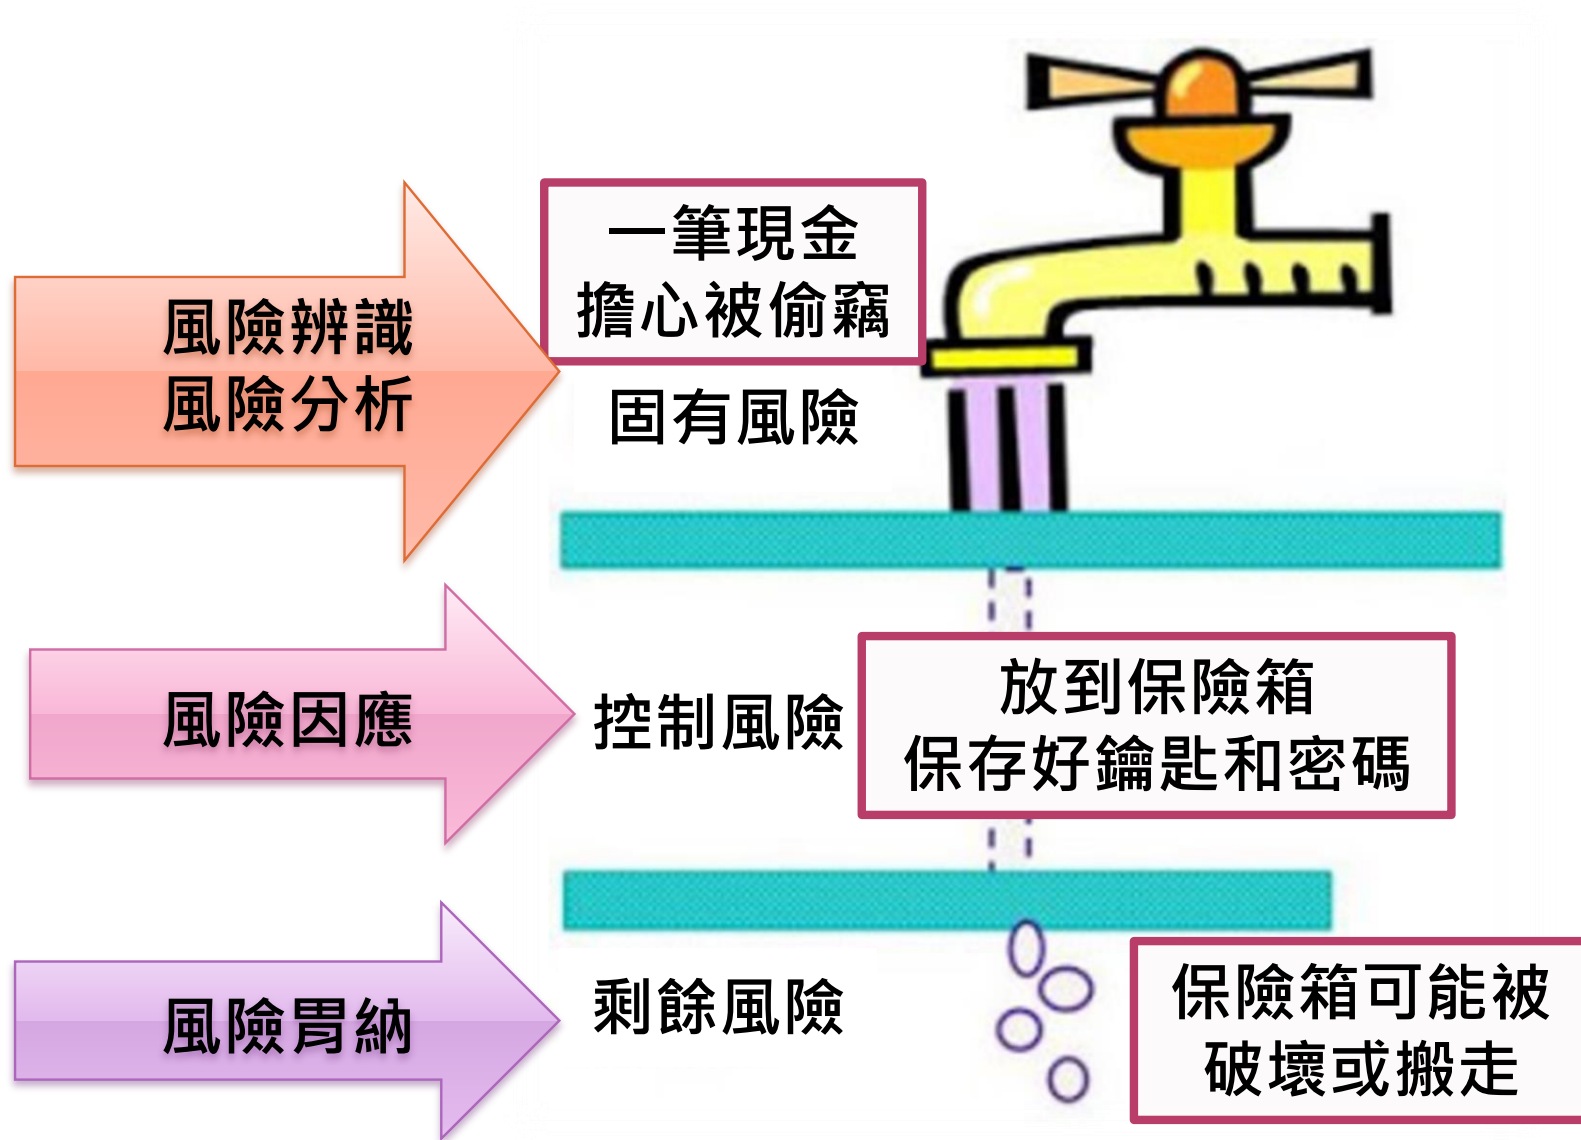 一筆現金
擔心被偷竊
風險辨識
風險分析
固有風險
風險因應
控制風險
放到保險箱
保存好鑰匙和密碼
風險胃納
剩餘風險
保險箱可能被
破壞或搬走